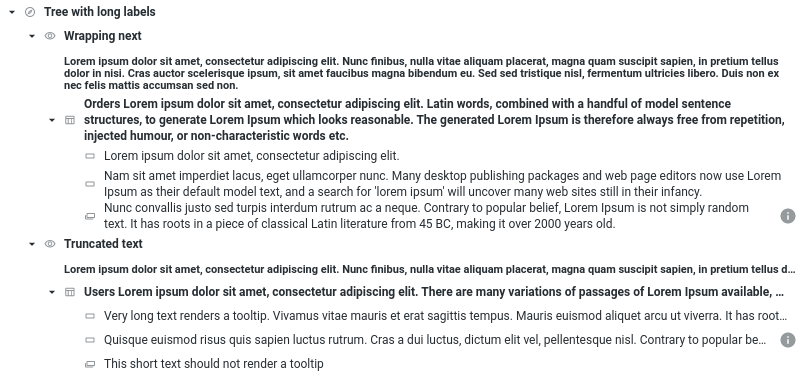 Tree with long labels
Wrapping next
Lorem ipsum dolor sit amet, consectetur adipiscing elit. Nunc finibus, nulla vitae aliquam placerat, magna quam suscipit sapien, in pretium tellus
dolor in nisi. Cras auctor scelerisque ipsum, sit amet faucibus magna bibendum eu. Sed sed tristique nisl, fermentum ultricies libero. Duis non ex
nec felis mattis accumsan sed non.
Orders Lorem ipsum dolor sit amet, consectetur adipiscing elit. Latin words, combined with a handful of model sentence
structures, to generate Lorem Ipsum which looks reasonable. The generated Lorem Ipsum is therefore always free from repetition,
injected humour, or non-characteristic words etc.
Lorem ipsum dolor sit amet, consectetur adipiscing elit.
Nam sit amet imperdiet lacus, eget ullamcorper nunc. Many desktop publishing packages and web page editors now use Lorem
Ipsum as their default model text, and a search for 'lorem ipsum' will uncover many web sites still in their infancy.
Nunc convallis justo sed turpis interdum rutrum ac a neque. Contrary to popular belief, Lorem Ipsum is not simply random
text. It has roots in a piece of classical Latin literature from 45 BC, making it over 2000 years old.
Truncated text
Lorem ipsum dolor sit amet, consectetur adipiscing elit. Nunc finibus, nulla vitae aliquam placerat, magna quam suscipit sapien, in pretium tellus d...
Users Lorem ipsum dolor sit amet, consectetur adipiscing elit. There are many variations of passages of Lorem Ipsum available, ...
Very long text renders a tooltip. Vivamus vitae mauris et erat sagittis tempus. Mauris euismod aliquet arcu ut viverra. It has root...
Quisque euismod risus quis sapien luctus rutrum. Cras a dui luctus, dictum elit vel, pellentesque nisl. Contrary to popular be...
This short text should not render a tooltip